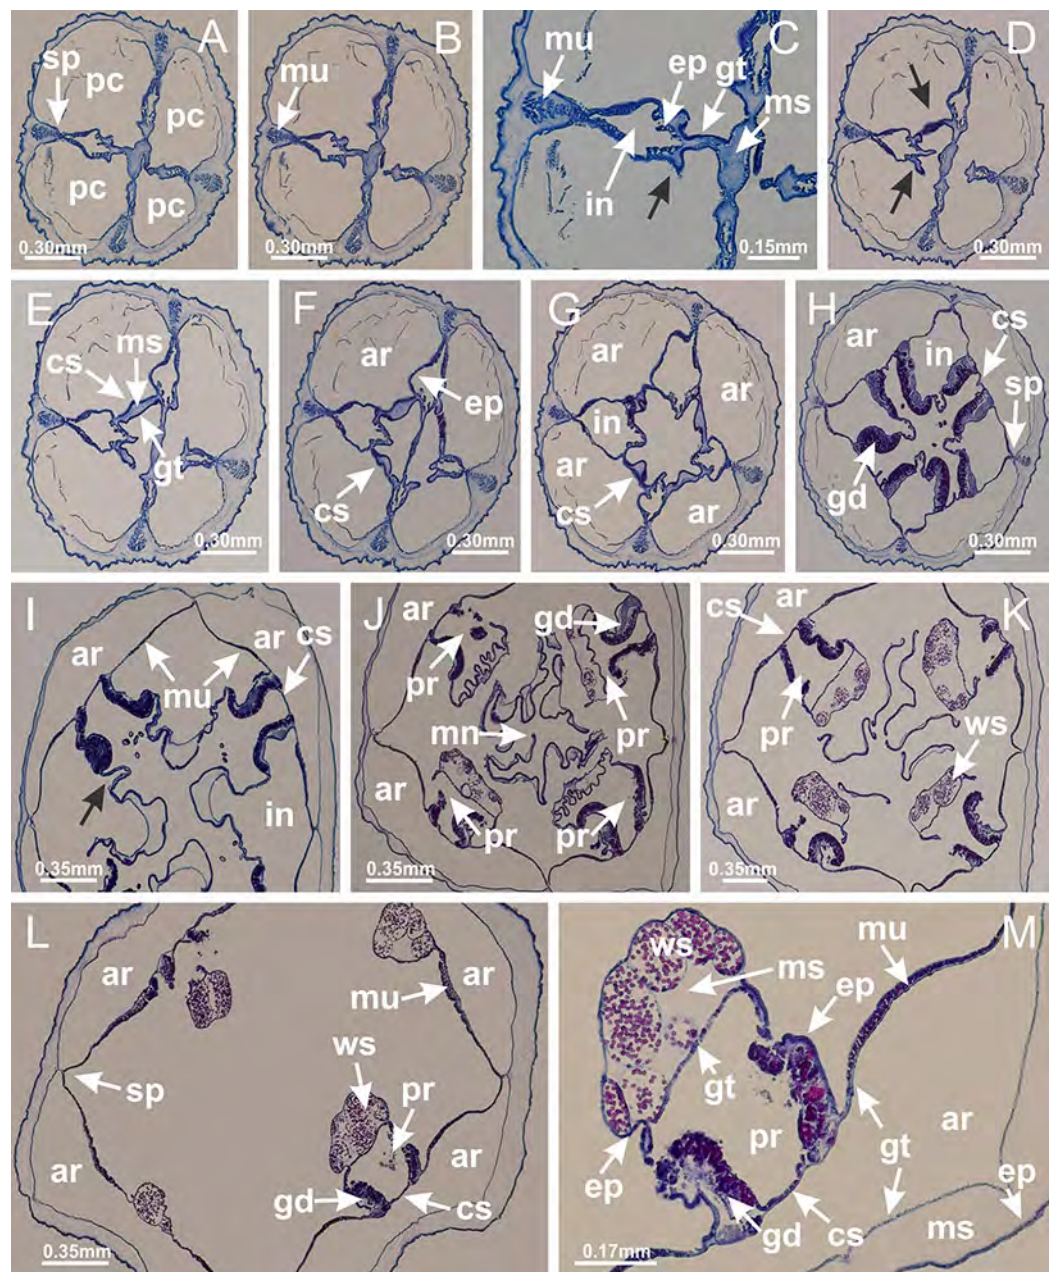 A
sp
pc
pc
pc
pc
0.30mm
B
mu
0.30mm
C
mu
ep
gt
ms
in
0.15mm
D
0.30mm
E
ms
cs
gt
0.30mm
F
ar
ep
cs
0.30mm
G
ar
ar
in
ar
cs
ar
0.30mm
H
cs
ar
in
sp
gd
0.30mm
I
ar
ar
cs
mu
in
0.35mm
J
ar
gd
pr
mn
pr
ar
pr
pr
0.35mm
K
cs
ar
pr
ws
ar
0.35mm
L
ar
ar
mu
ws
sp
pr
ar
ar
gd
cs
0.35mm
M
ws
mu
ms
ep
gt
pr
gt
ar
ep
ep
gd
cs
ms
0.17mm